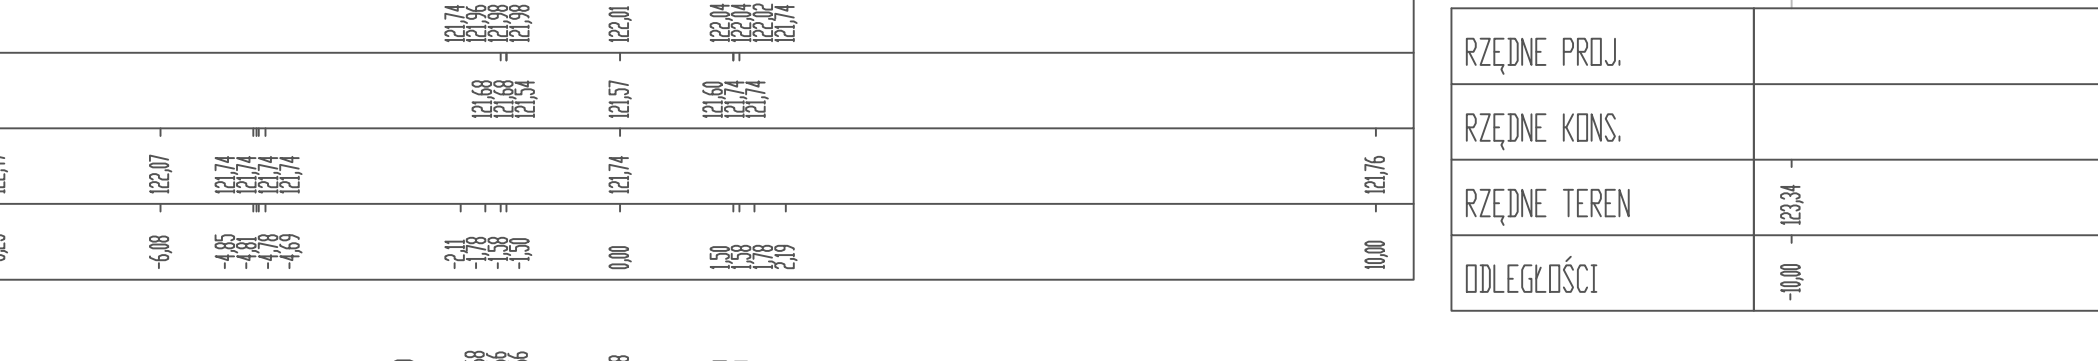 121,74 121,96 121,98 121,98 122,01 122,04 122,04 122,02 121,74
121,68 121,68 121,54 121,57 121,60 121,74 121,74
122,07 121,74 121,74 121,74 121,74 121,74 121,76
-6,08 -4,85 -4,81 -4,78 -4,69 -2,11 -1,78 -1,58 -1,50 0,00 1,50 1,58 1,78 2,19 10,00
RZĘDNE PROJ.
RZĘDNE KONS.
RZĘDNE TEREN 123,34
ODLEGŁOŚCI -10,00